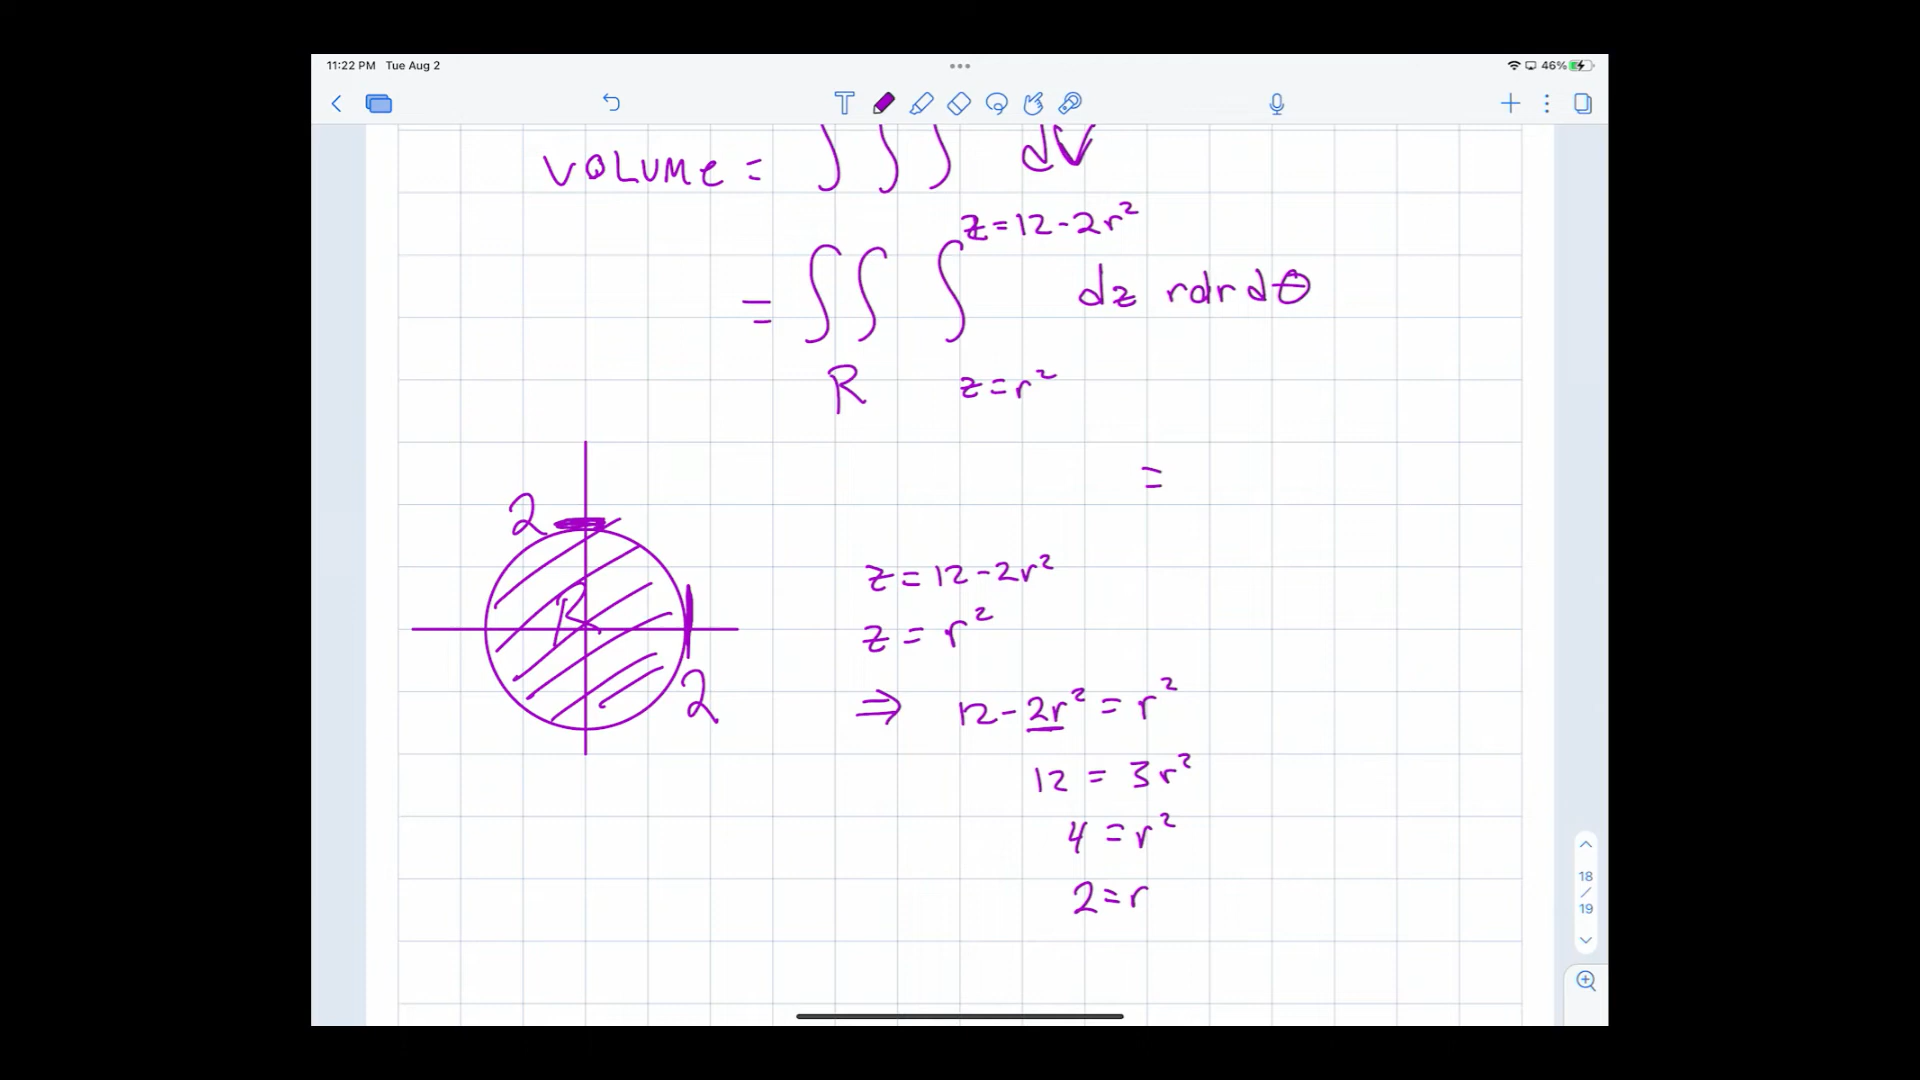 11:22 PM Tue Aug 2
46%
VOLUME = ∫∫∫ dV
z=12-2r²
= ∫∫ ∫ dz rdrdθ
R z=r²
=
2
R
2
z=12-2r²
z=r²
⇒ 12-2r²=r²
12=3r²
4=r²
2=r
18
/
19